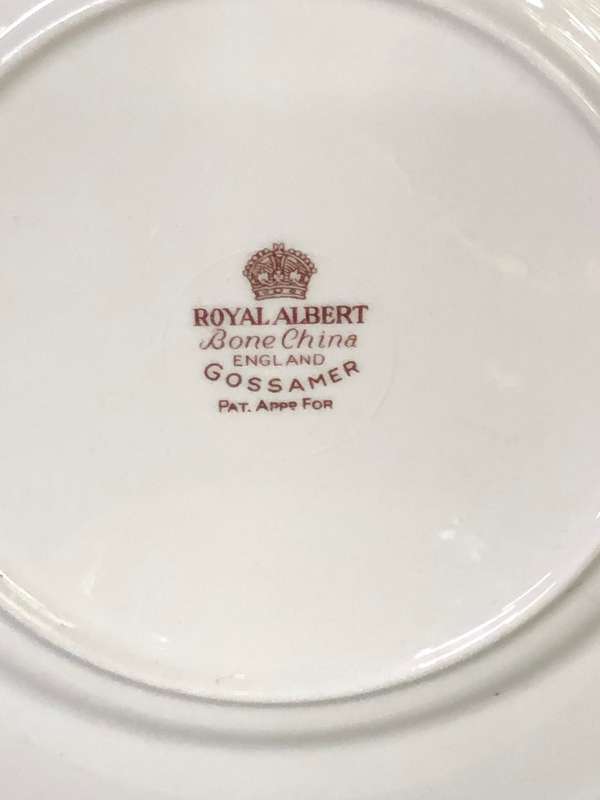 ROYAL ALBERT
Bone China
ENGLAND
GOSSAMER
PAT. APPD FOR